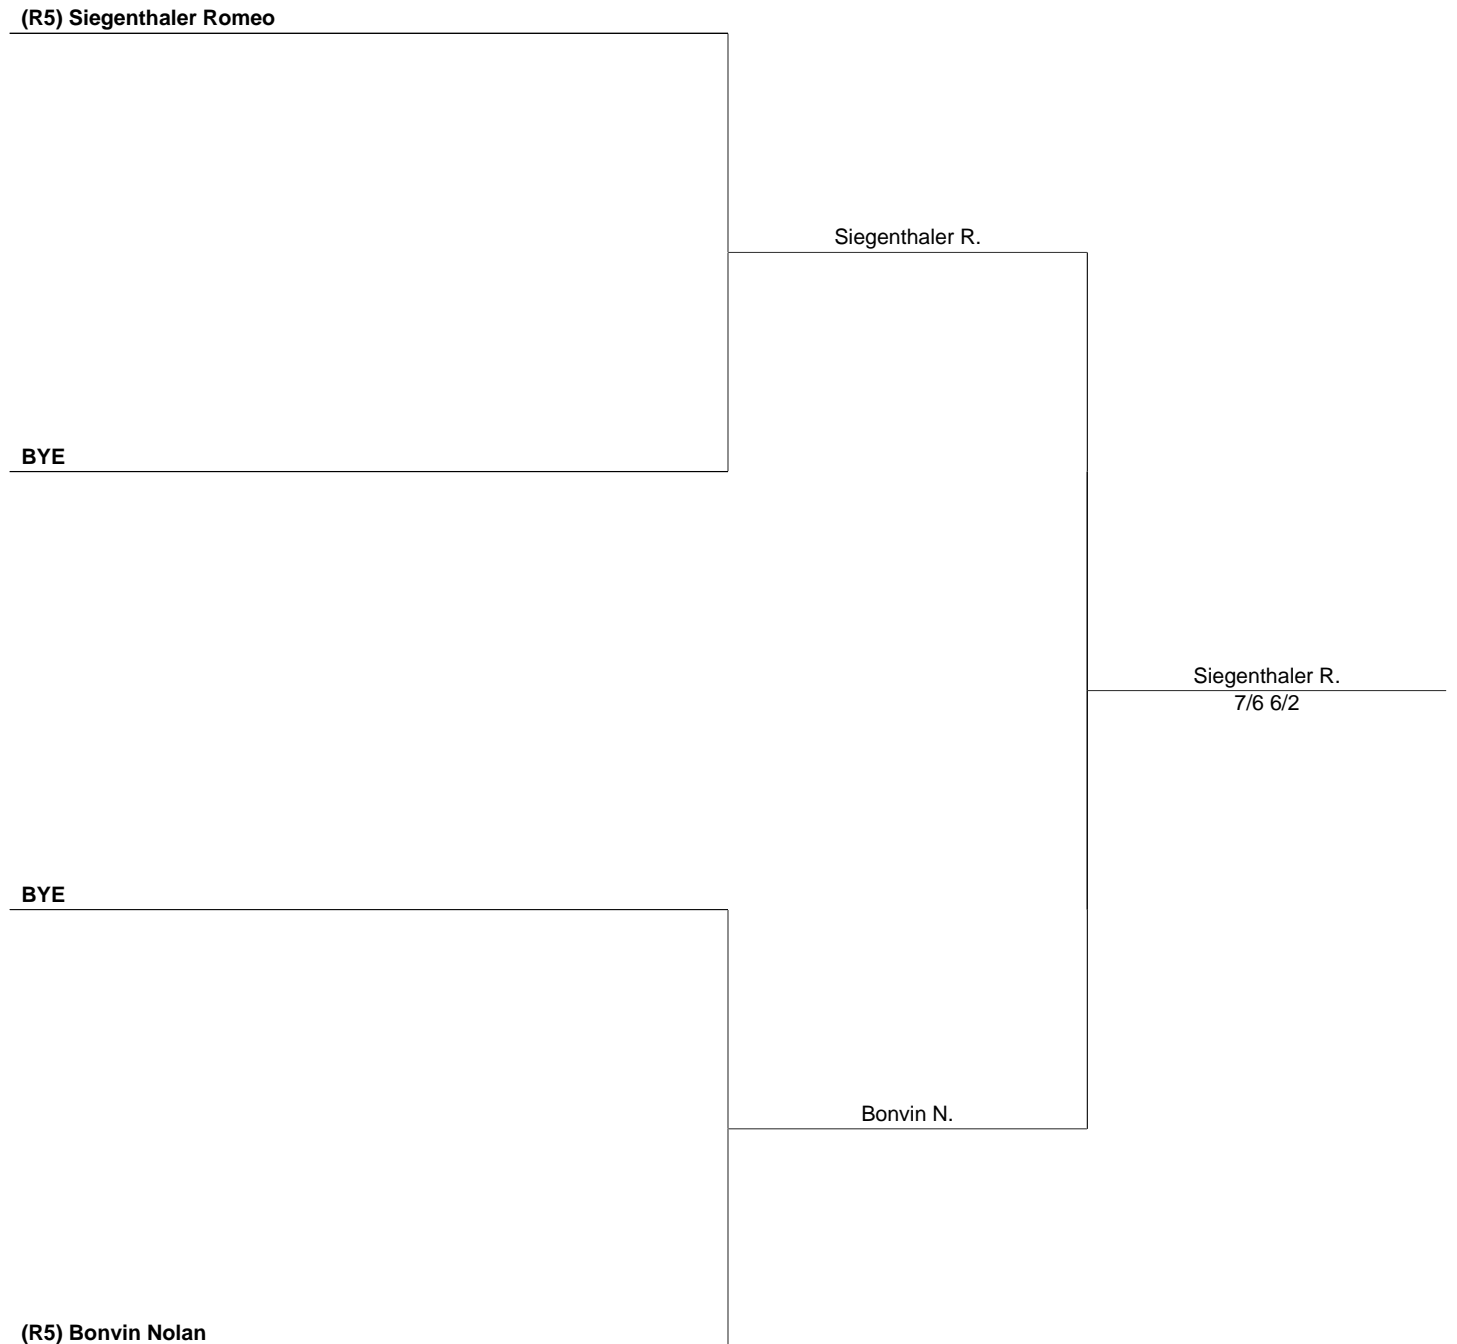 (R5) Siegenthaler Romeo
Siegenthaler R.
BYE
Siegenthaler R.
7/6 6/2
BYE
Bonvin N.
(R5) Bonvin Nolan